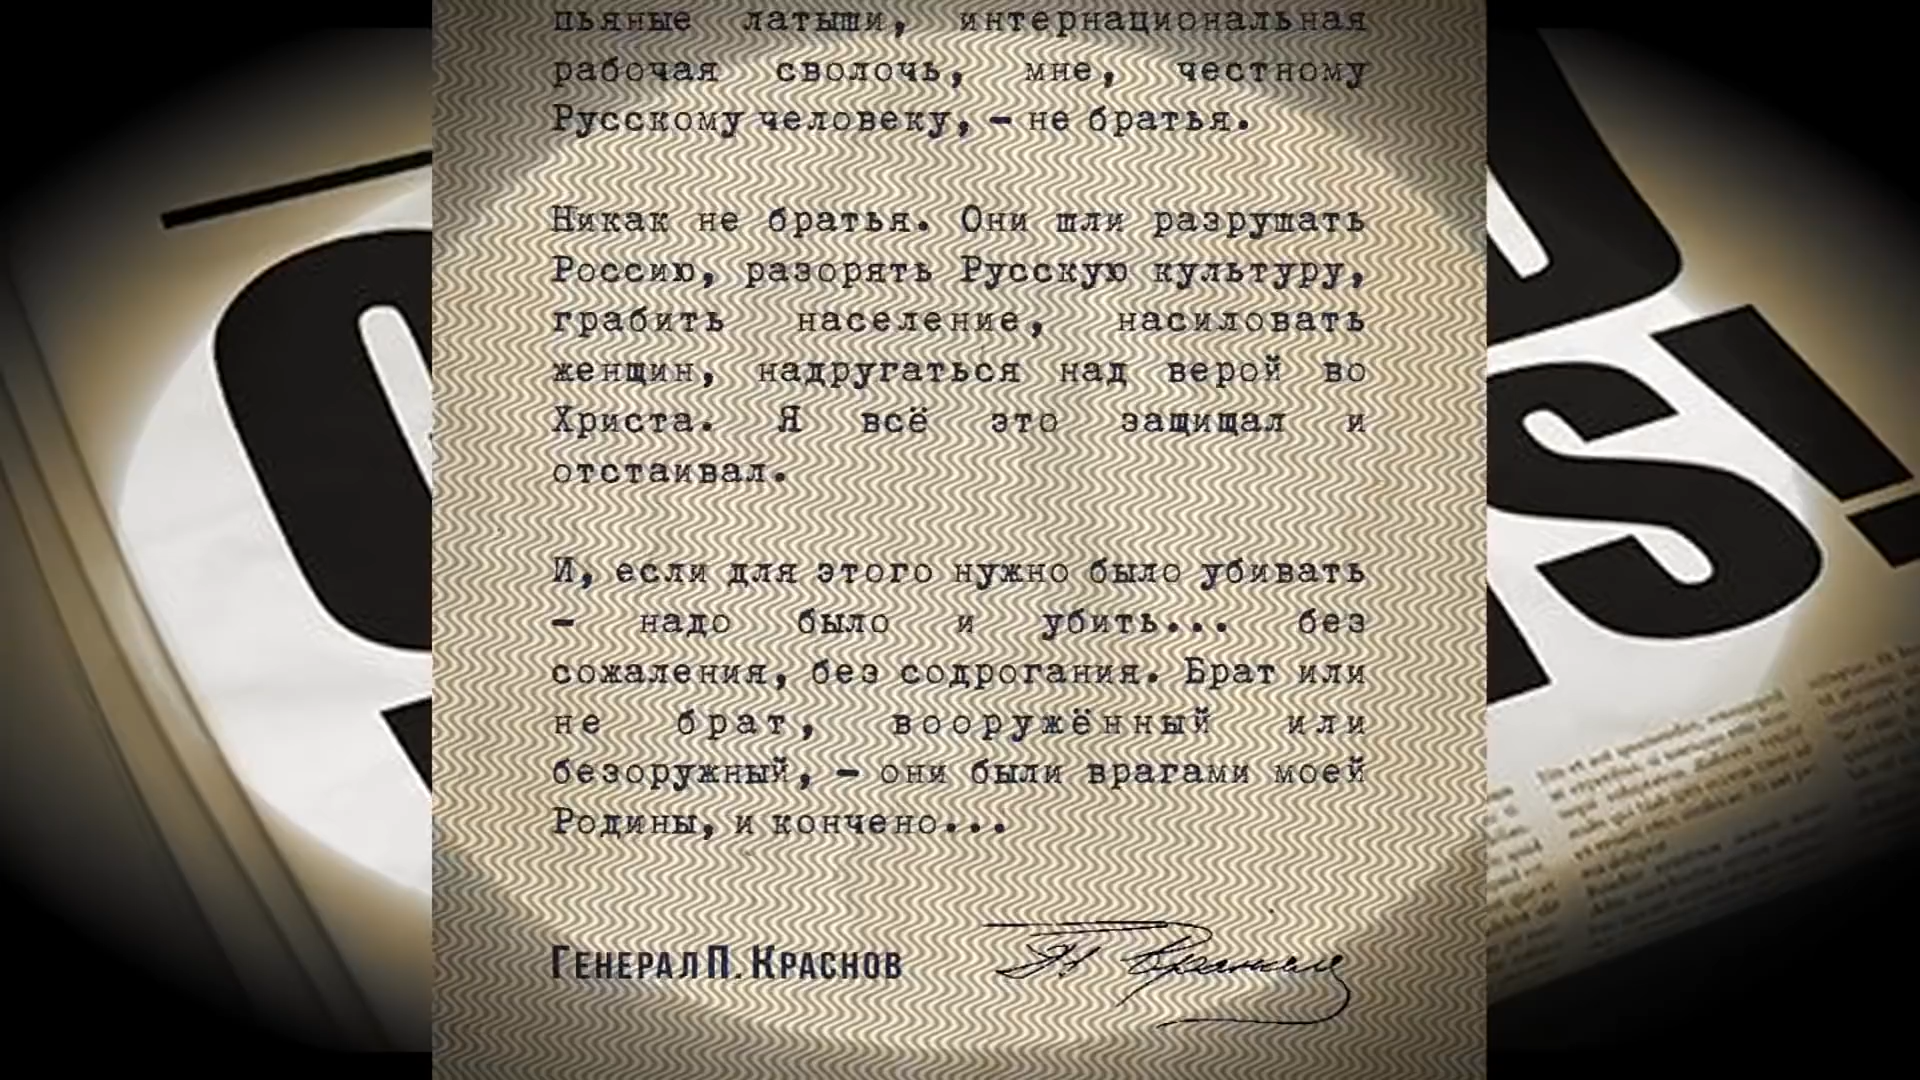 пьяные латыши, интернациональная
рабочая сволочь, мне, честному
Русскому человеку, – не братья.
Никак не братья. Они шли разрушать
Россию, разорять Русскую культуру,
грабить население, насиловать
женщин, надругаться над верой во
Христа. Я всё это защищал и
отстаивал.
И, если для этого нужно было убивать
– надо было и убить... без
сожаления, без содрогания. Брат или
не брат, вооружённый или
безоружный, – они были врагами моей
Родины, и кончено...
ГЕНЕРАЛ П. КРАСНОВ